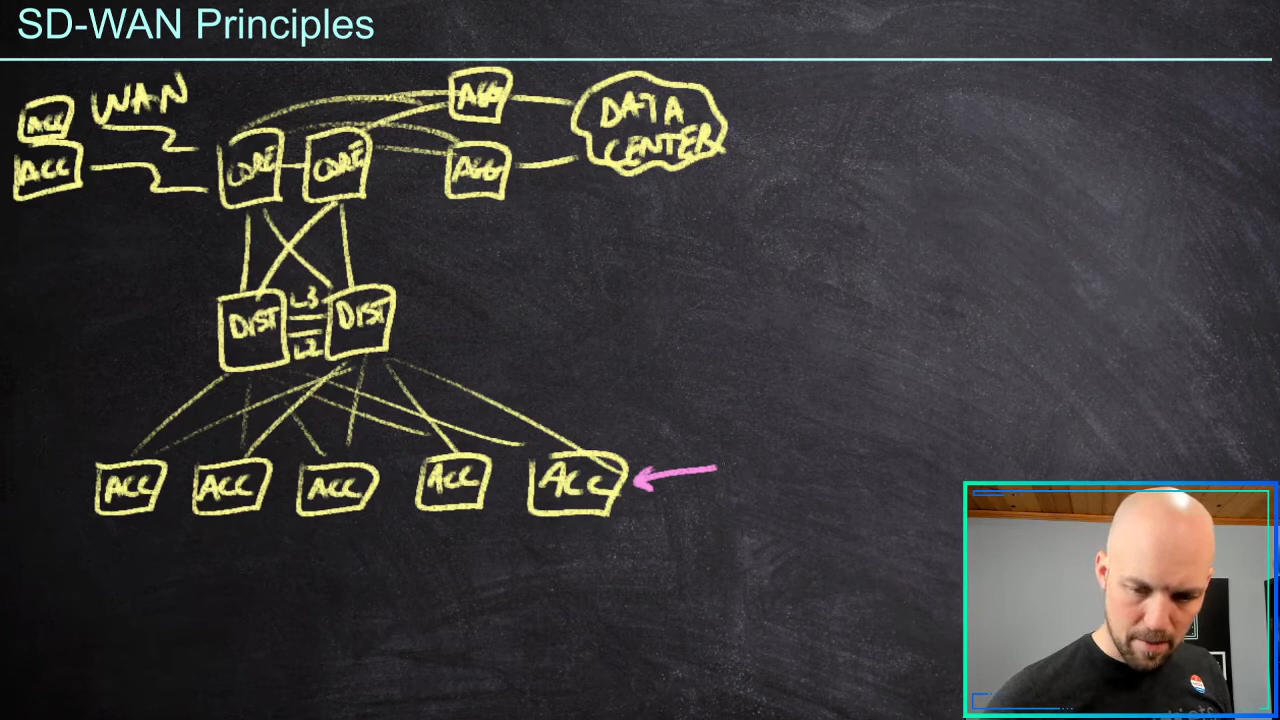 SD-WAN Principles
WAN
ACC
ACC
CORE
CORE
AGG
AGG
DATA
CENTER
DIST
L3
L2
DIST
ACC
ACC
ACC
ACC
ACC